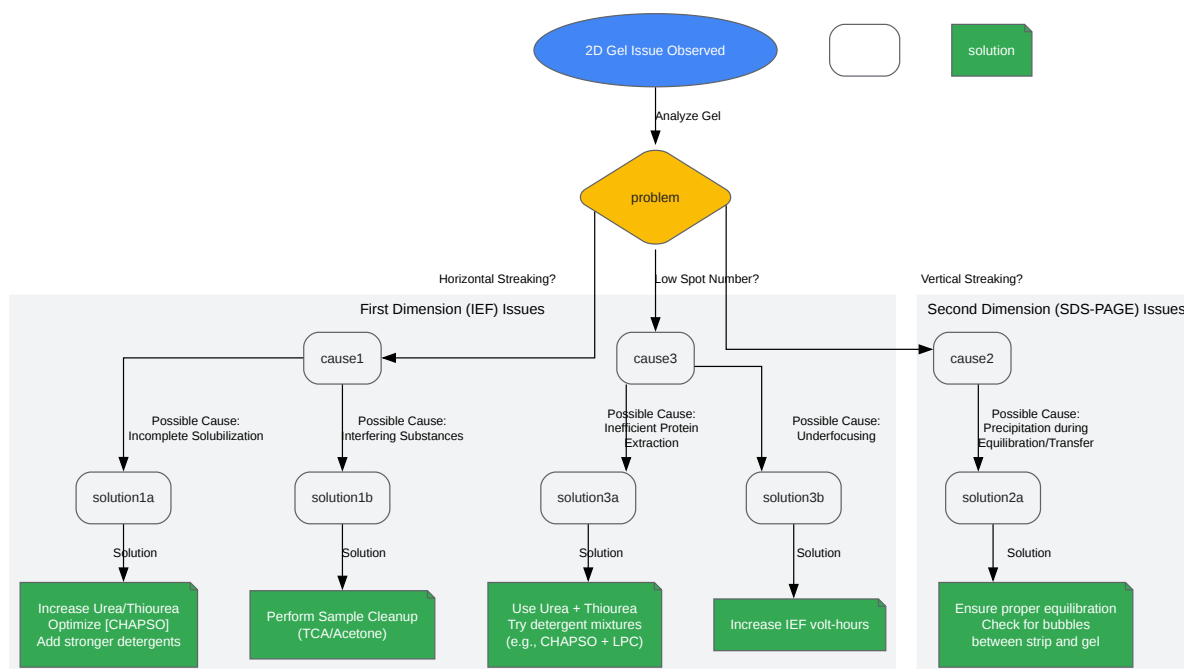 2D Gel Issue Observed
solution
Analyze Gel
problem
Horizontal Streaking?
Low Spot Number?
Vertical Streaking?
First Dimension (IEF) Issues
Second Dimension (SDS-PAGE) Issues
cause1
cause3
cause2
Possible Cause:
Incomplete Solubilization
Possible Cause:
Interfering Substances
Possible Cause:
Inefficient Protein
Extraction
Possible Cause:
Underfocusing
Possible Cause:
Precipitation during
Equilibration/Transfer
solution1a
solution1b
solution3a
solution3b
solution2a
Solution
Solution
Solution
Solution
Solution
Increase Urea/Thiourea
Optimize [CHAPSO]
Add stronger detergents
Perform Sample Cleanup
(TCA/Acetone)
Use Urea + Thiourea
Try detergent mixtures
(e.g., CHAPSO + LPC)
Increase IEF volt-hours
Ensure proper equilibration
Check for bubbles
between strip and gel